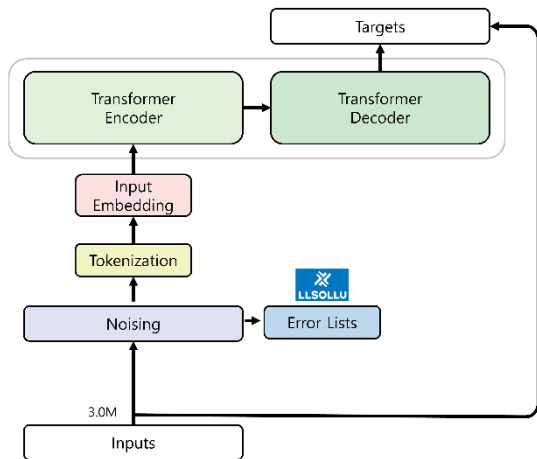 Targets
Transformer
Encoder
Transformer
Decoder
Input
Embedding
Tokenization
LLSOLLU
Noising
Error Lists
3.0M
Inputs